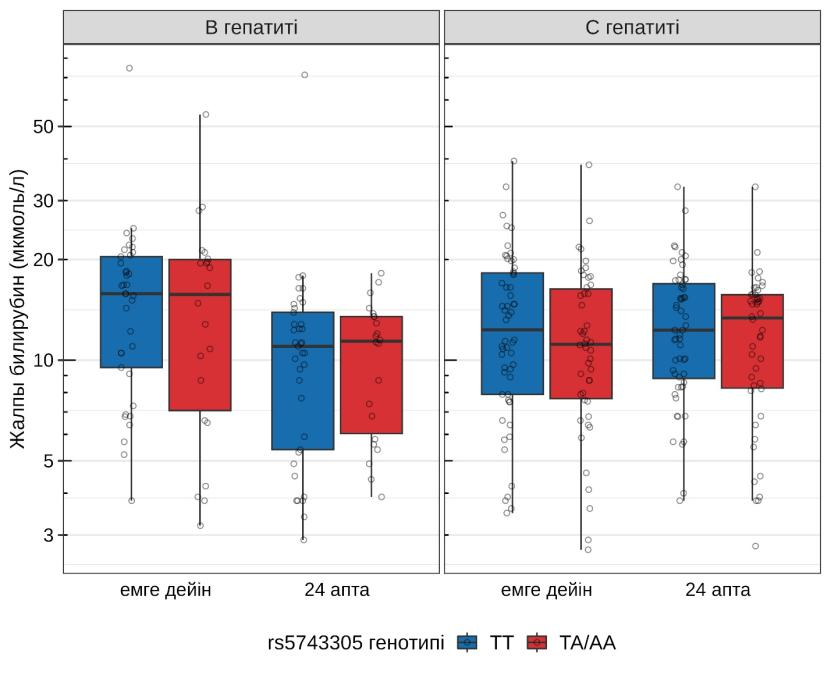 В гепатиті
С гепатиті
Жалпы билирубин (мкмоль/л)
50
30
20
10
5
3
емге дейін
24 апта
емге дейін
24 апта
rs5743305 генотипі
TT
TA/AA